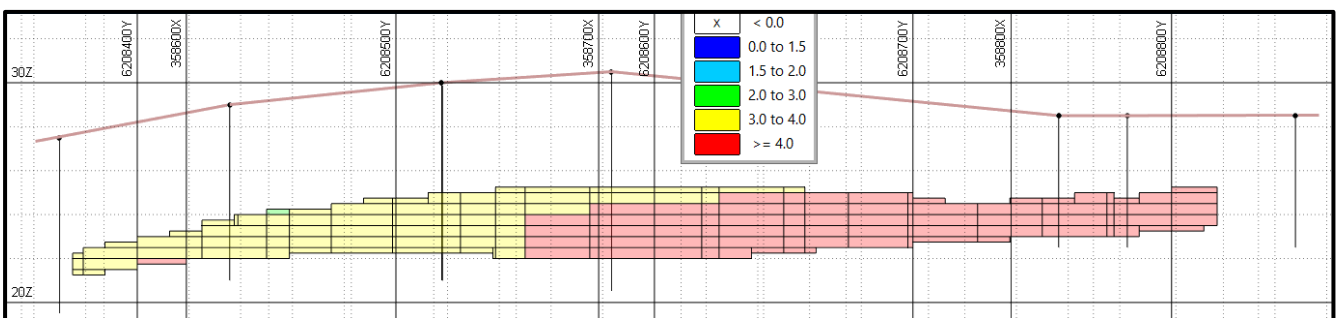 6208400Y
358600X
6208500Y
358700X
6208600Y
6208700Y
358800X
6208800Y
X < 0.0
0.0 to 1.5
1.5 to 2.0
2.0 to 3.0
3.0 to 4.0
>= 4.0
30Z
20Z